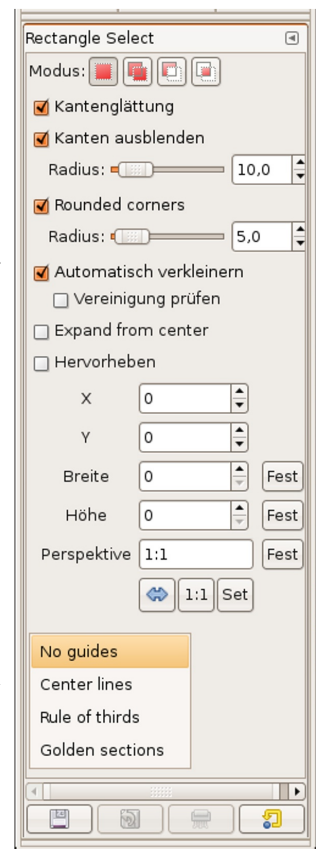 Rectangle Select
Modus:
Kantenglättung
Kanten ausblenden
Radius: 10,0
Rounded corners
Radius: 5,0
Automatisch verkleinern
Vereinigung prüfen
Expand from center
Hervorheben
X 0
Y 0
Breite 0 Fest
Höhe 0 Fest
Perspektive 1:1 Fest
1:1 Set
No guides
Center lines
Rule of thirds
Golden sections